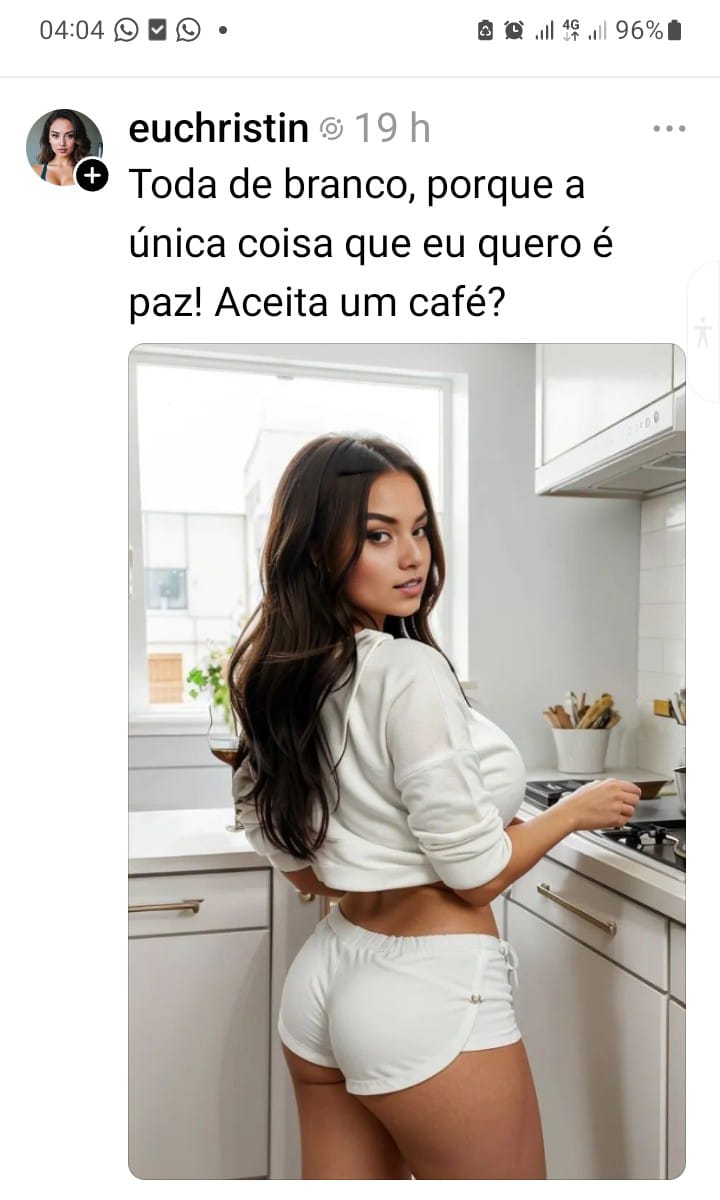 04:04 4G 96%
euchristin 19 h
Toda de branco, porque a
única coisa que eu quero é
paz! Aceita um café?